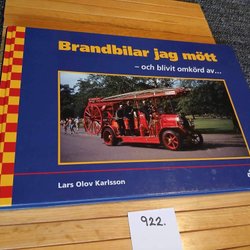 Brandbilar jag mött
– och blivit omkörd av...
Lars Olov Karlsson
922.